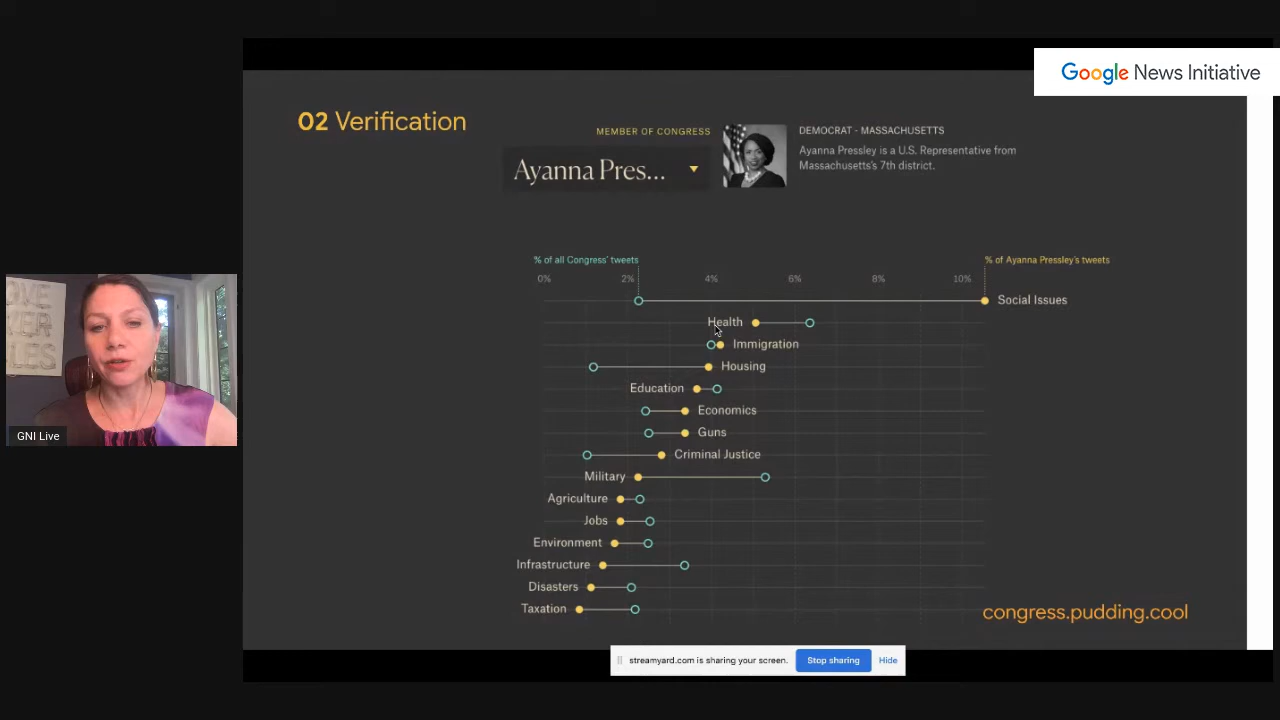 Google News Initiative
02 Verification
MEMBER OF CONGRESS
Ayanna Pres...
DEMOCRAT - MASSACHUSETTS
Ayanna Pressley is a U.S. Representative from
Massachusetts's 7th district.
% of all Congress' tweets
% of Ayanna Pressley's tweets
0% 2% 4% 6% 8% 10%
Social Issues
Health
Immigration
Housing
Education
Economics
Guns
Criminal Justice
Military
Agriculture
Jobs
Environment
Infrastructure
Disasters
Taxation
congress.pudding.cool
GNI Live
streamyard.com is sharing your screen.
Stop sharing
Hide